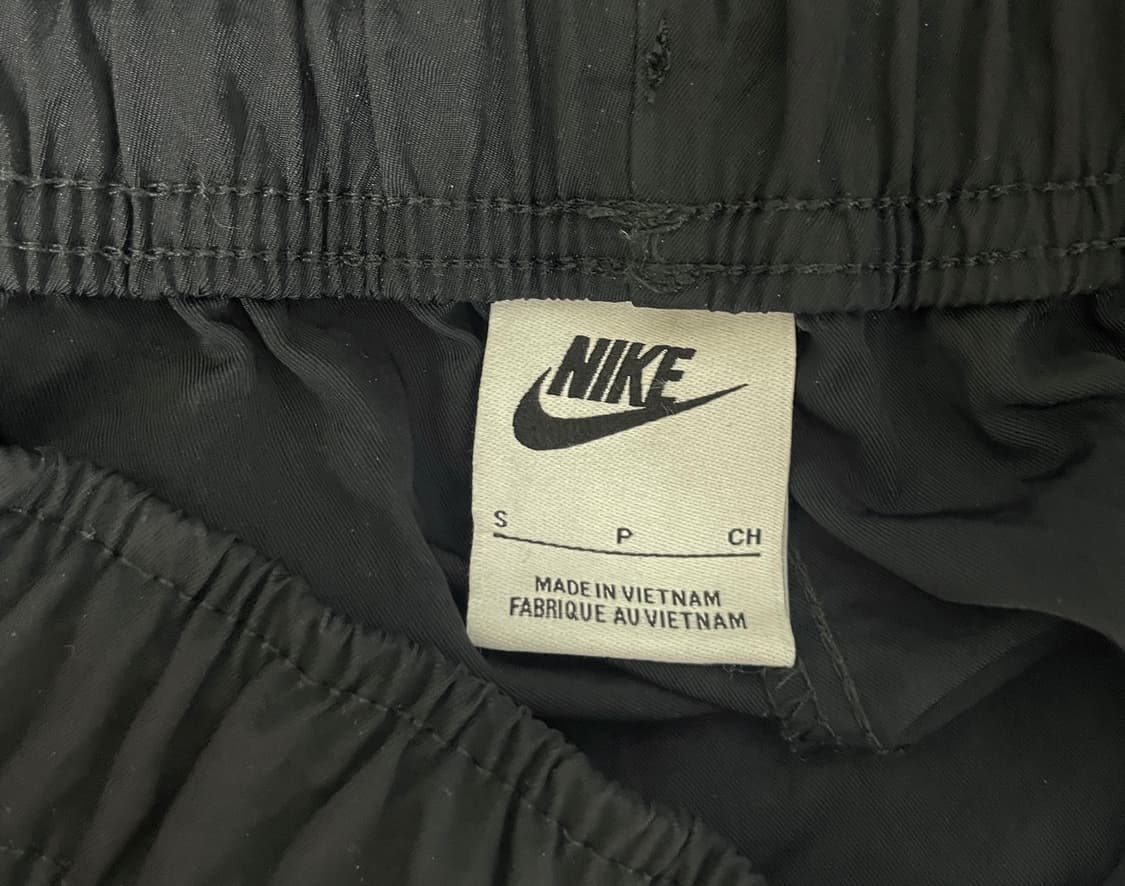 NIKE
S P CH
MADE IN VIETNAM
FABRIQUE AU VIETNAM